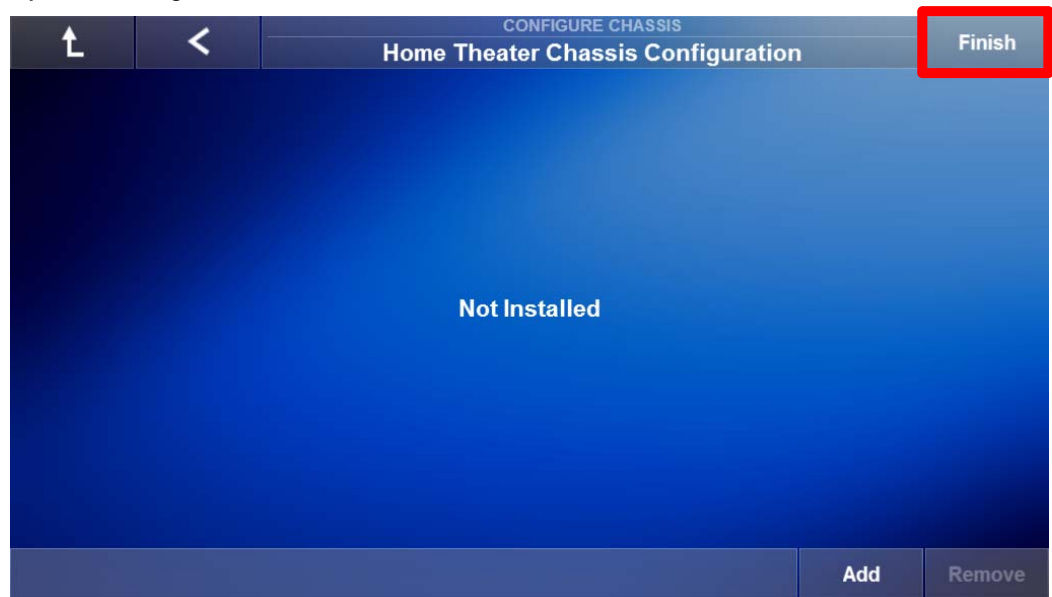 CONFIGURE CHASSIS
Home Theater Chassis Configuration
Finish
Not Installed
Add
Remove